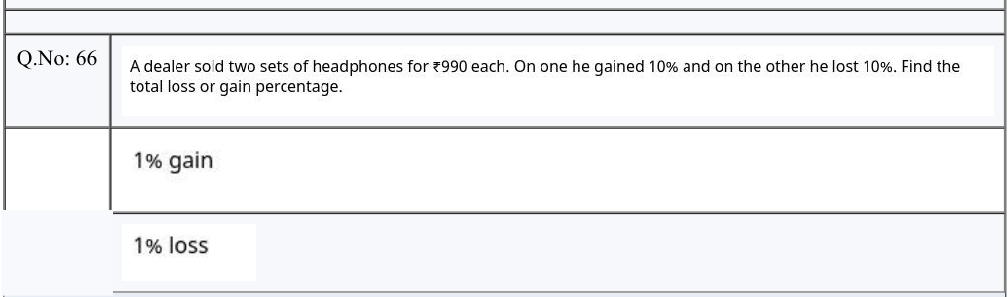 Q.No: 66
A dealer sold two sets of headphones for ₹990 each. On one he gained 10% and on the other he lost 10%. Find the
total loss or gain percentage.
1% gain
1% loss